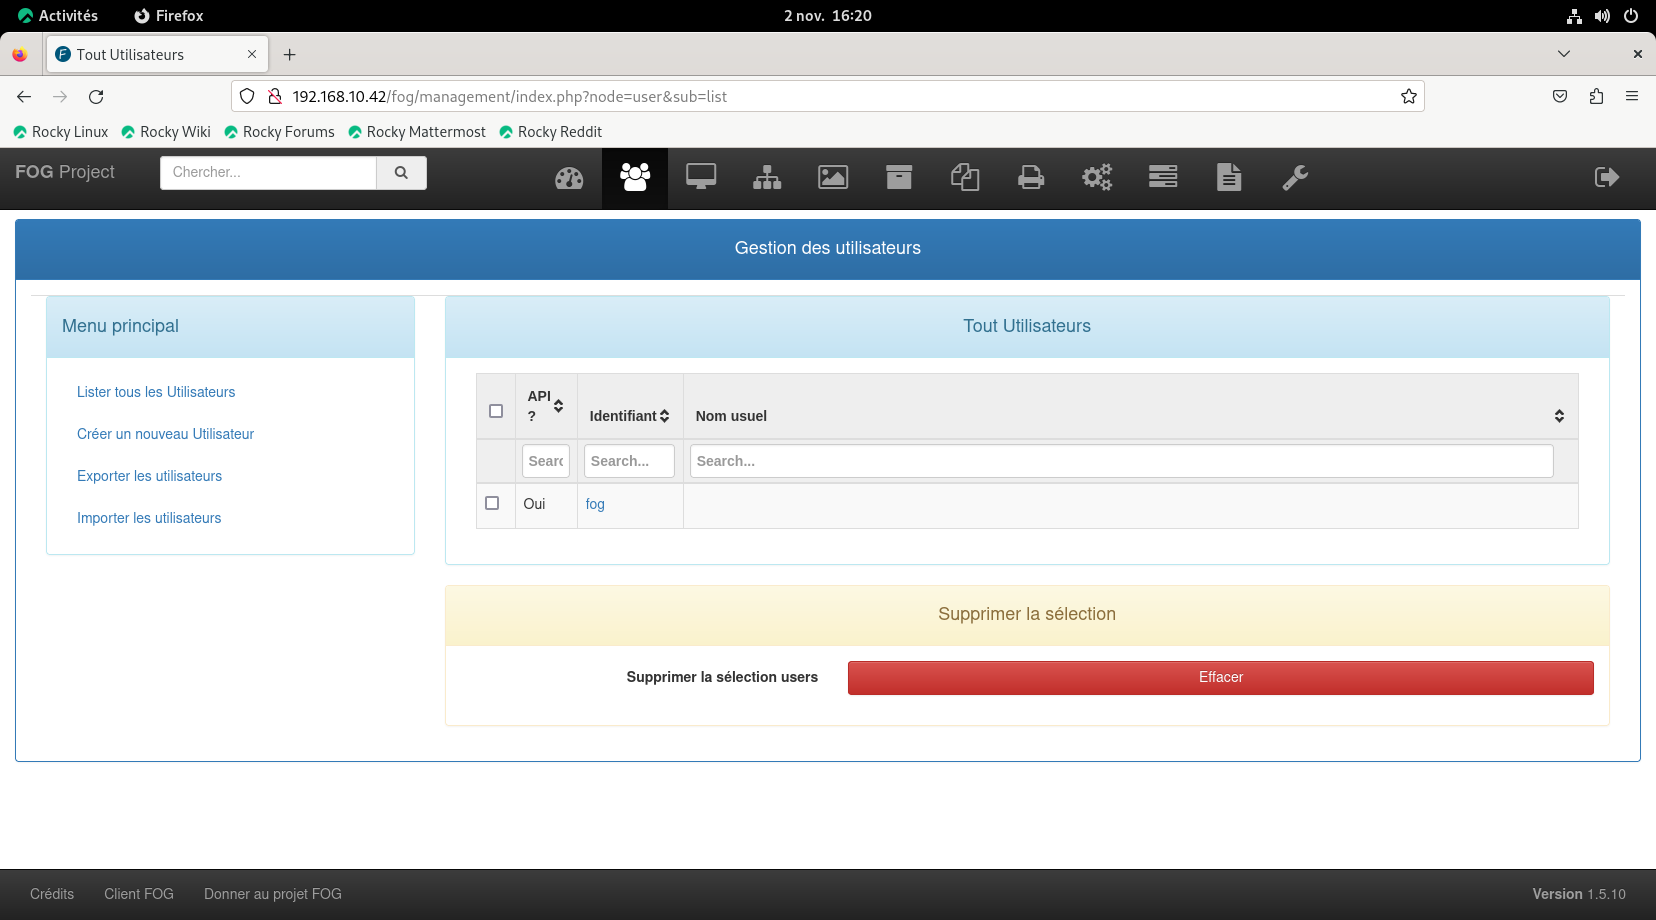 Activités
Firefox
2 nov. 16:20
Tout Utilisateurs
192.168.10.42/fog/management/index.php?node=user&sub=list
Rocky Linux
Rocky Wiki
Rocky Forums
Rocky Mattermost
Rocky Reddit
FOG Project
Chercher...
Gestion des utilisateurs
Menu principal
Lister tous les Utilisateurs
Créer un nouveau Utilisateur
Exporter les utilisateurs
Importer les utilisateurs
Tout Utilisateurs
API
?
Identifiant
Nom usuel
Searc
Search...
Search...
Oui
fog
Supprimer la sélection
Supprimer la sélection users
Effacer
Crédits
Client FOG
Donner au projet FOG
Version 1.5.10